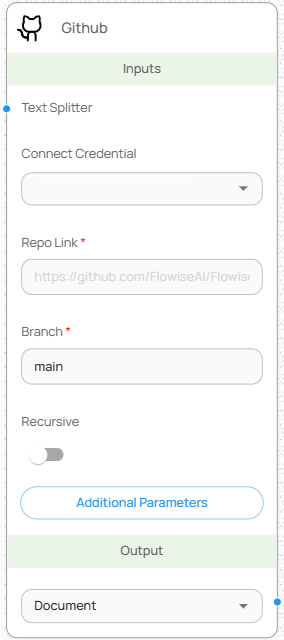 Github
Inputs
Text Splitter
Connect Credential
Repo Link *
https://github.com/FlowiseAI/Flowise
Branch *
main
Recursive
Additional Parameters
Output
Document